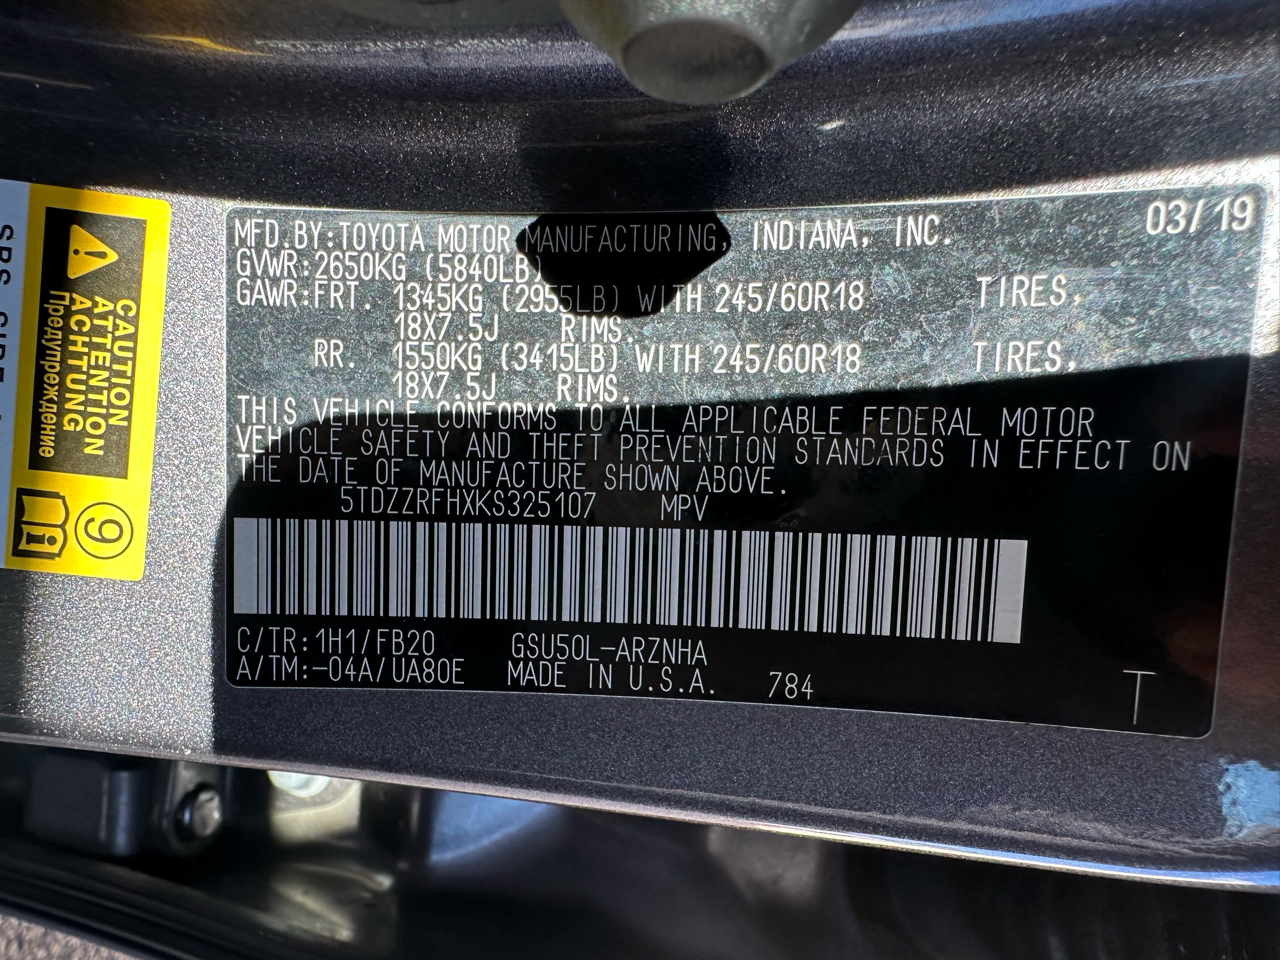 MFD.BY:TOYOTA MOTOR MANUFACTURING, INDIANA, INC. 03/19
GVWR:2650KG (5840LB)
GAWR:FRT. 1345KG (2955LB) WITH 245/60R18 TIRES,
18X7.5J RIMS.
RR. 1550KG (3415LB) WITH 245/60R18 TIRES,
18X7.5J RIMS.
THIS VEHICLE CONFORMS TO ALL APPLICABLE FEDERAL MOTOR
VEHICLE SAFETY AND THEFT PREVENTION STANDARDS IN EFFECT ON
THE DATE OF MANUFACTURE SHOWN ABOVE.
5TDZZRFHXKS325107 MPV
C/TR:1H1/FB20 GSU50L-ARZNHA
A/TM:-04A/UA80E MADE IN U.S.A. 784
T
CAUTION
ATTENTION
ACHTUNG
Предупреждение
9
i
SRS SIDE